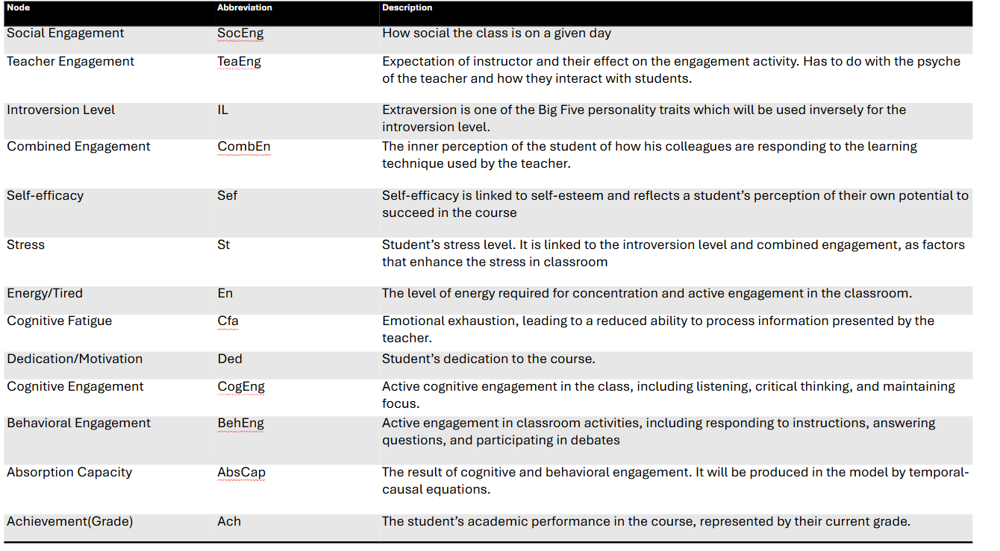 Node Abbreviation Description
Social Engagement SocEng How social the class is on a given day
Teacher Engagement TeaEng Expectation of instructor and their effect on the engagement activity. Has to do with the psyche
of the teacher and how they interact with students.
Introversion Level IL Extraversion is one of the Big Five personality traits which will be used inversely for the
introversion level.
Combined Engagement CombEn The inner perception of the student of how his colleagues are responding to the learning
technique used by the teacher.
Self-efficacy Sef Self-efficacy is linked to self-esteem and reflects a student’s perception of their own potential to
succeed in the course
Stress St Student’s stress level. It is linked to the introversion level and combined engagement, as factors
that enhance the stress in classroom
Energy/Tired En The level of energy required for concentration and active engagement in the classroom.
Cognitive Fatigue Cfa Emotional exhaustion, leading to a reduced ability to process information presented by the
teacher.
Dedication/Motivation Ded Student’s dedication to the course.
Cognitive Engagement CogEng Active cognitive engagement in the class, including listening, critical thinking, and maintaining
focus.
Behavioral Engagement BehEng Active engagement in classroom activities, including responding to instructions, answering
questions, and participating in debates
Absorption Capacity AbsCap The result of cognitive and behavioral engagement. It will be produced in the model by temporal-
causal equations.
Achievement(Grade) Ach The student’s academic performance in the course, represented by their current grade.